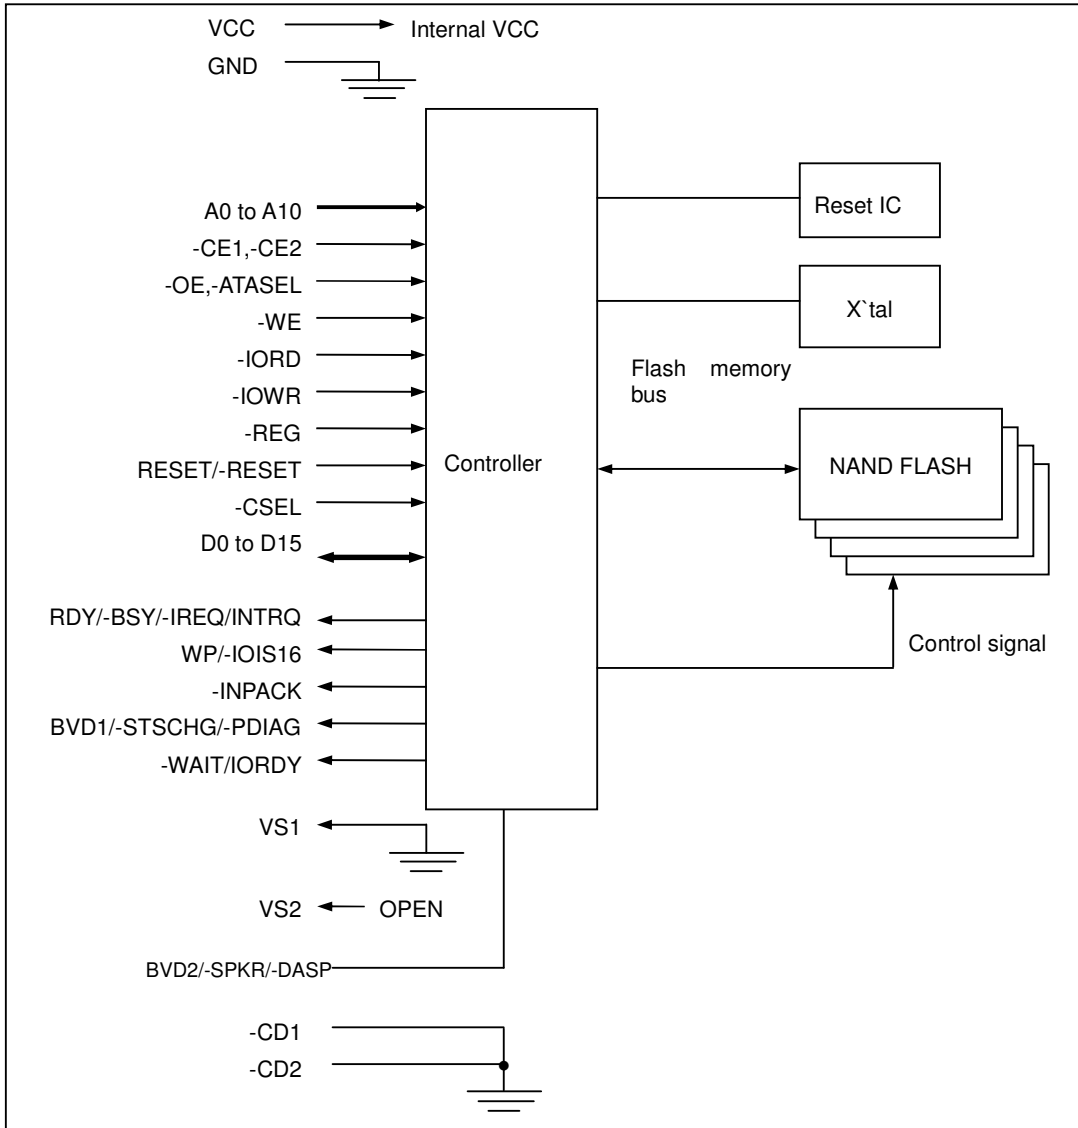 VCC Internal VCC
GND
A0 to A10
-CE1,-CE2
-OE,-ATASEL
-WE
-IORD
-IOWR
-REG
RESET/-RESET
-CSEL
D0 to D15
RDY/-BSY/-IREQ/INTRQ
WP/-IOIS16
-INPACK
BVD1/-STSCHG/-PDIAG
-WAIT/IORDY
VS1
VS2 OPEN
BVD2/-SPKR/-DASP
-CD1
-CD2
Controller
Reset IC
X`tal
Flash memory
bus
NAND FLASH
Control signal